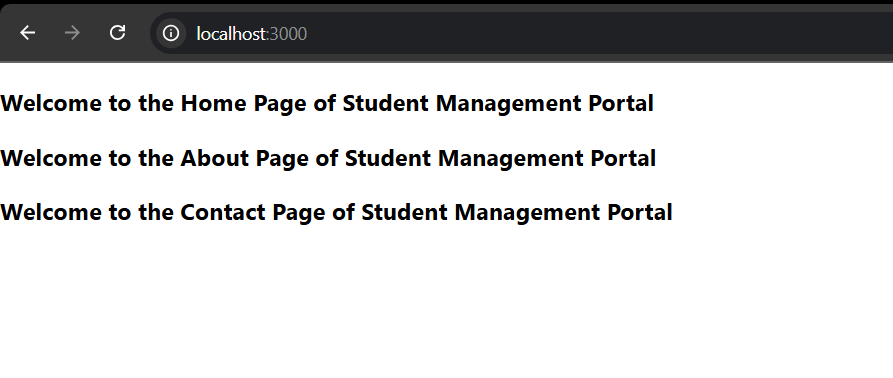 localhost:3000
Welcome to the Home Page of Student Management Portal
Welcome to the About Page of Student Management Portal
Welcome to the Contact Page of Student Management Portal